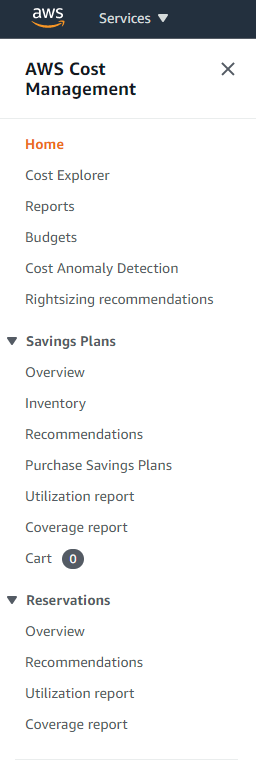 aws
Services
AWS Cost
Management
Home
Cost Explorer
Reports
Budgets
Cost Anomaly Detection
Rightsizing recommendations
Savings Plans
Overview
Inventory
Recommendations
Purchase Savings Plans
Utilization report
Coverage report
Cart 0
Reservations
Overview
Recommendations
Utilization report
Coverage report